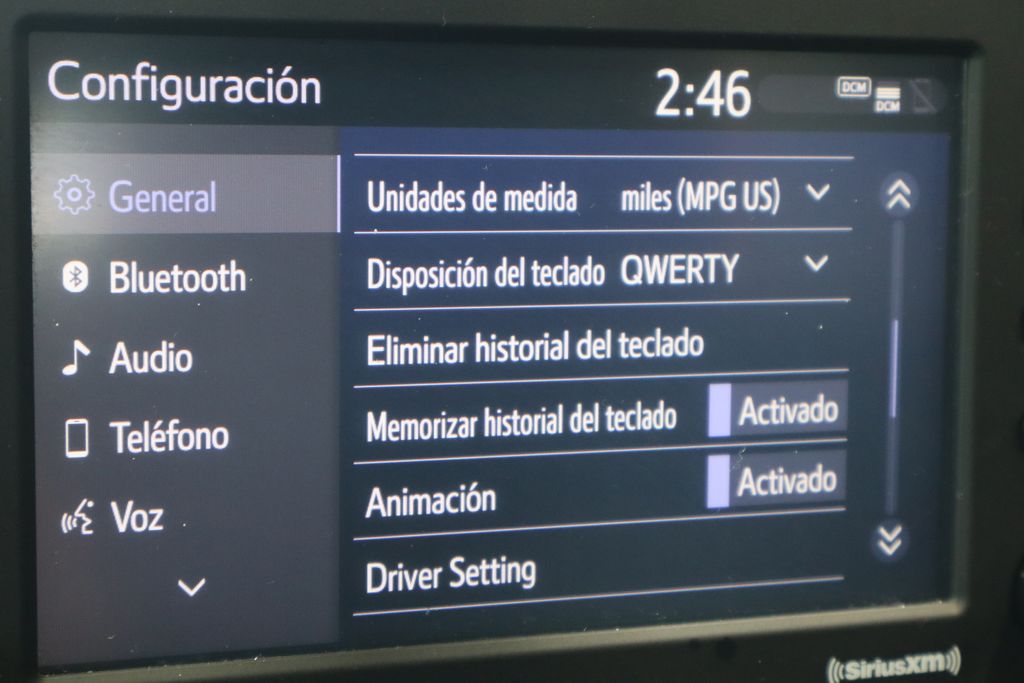 Configuración
2:46
DCM
DCM
General
Bluetooth
Audio
Teléfono
Voz
Unidades de medida miles (MPG US)
Disposición del teclado QWERTY
Eliminar historial del teclado
Memorizar historial del teclado Activado
Animación Activado
Driver Setting
SiriusXM